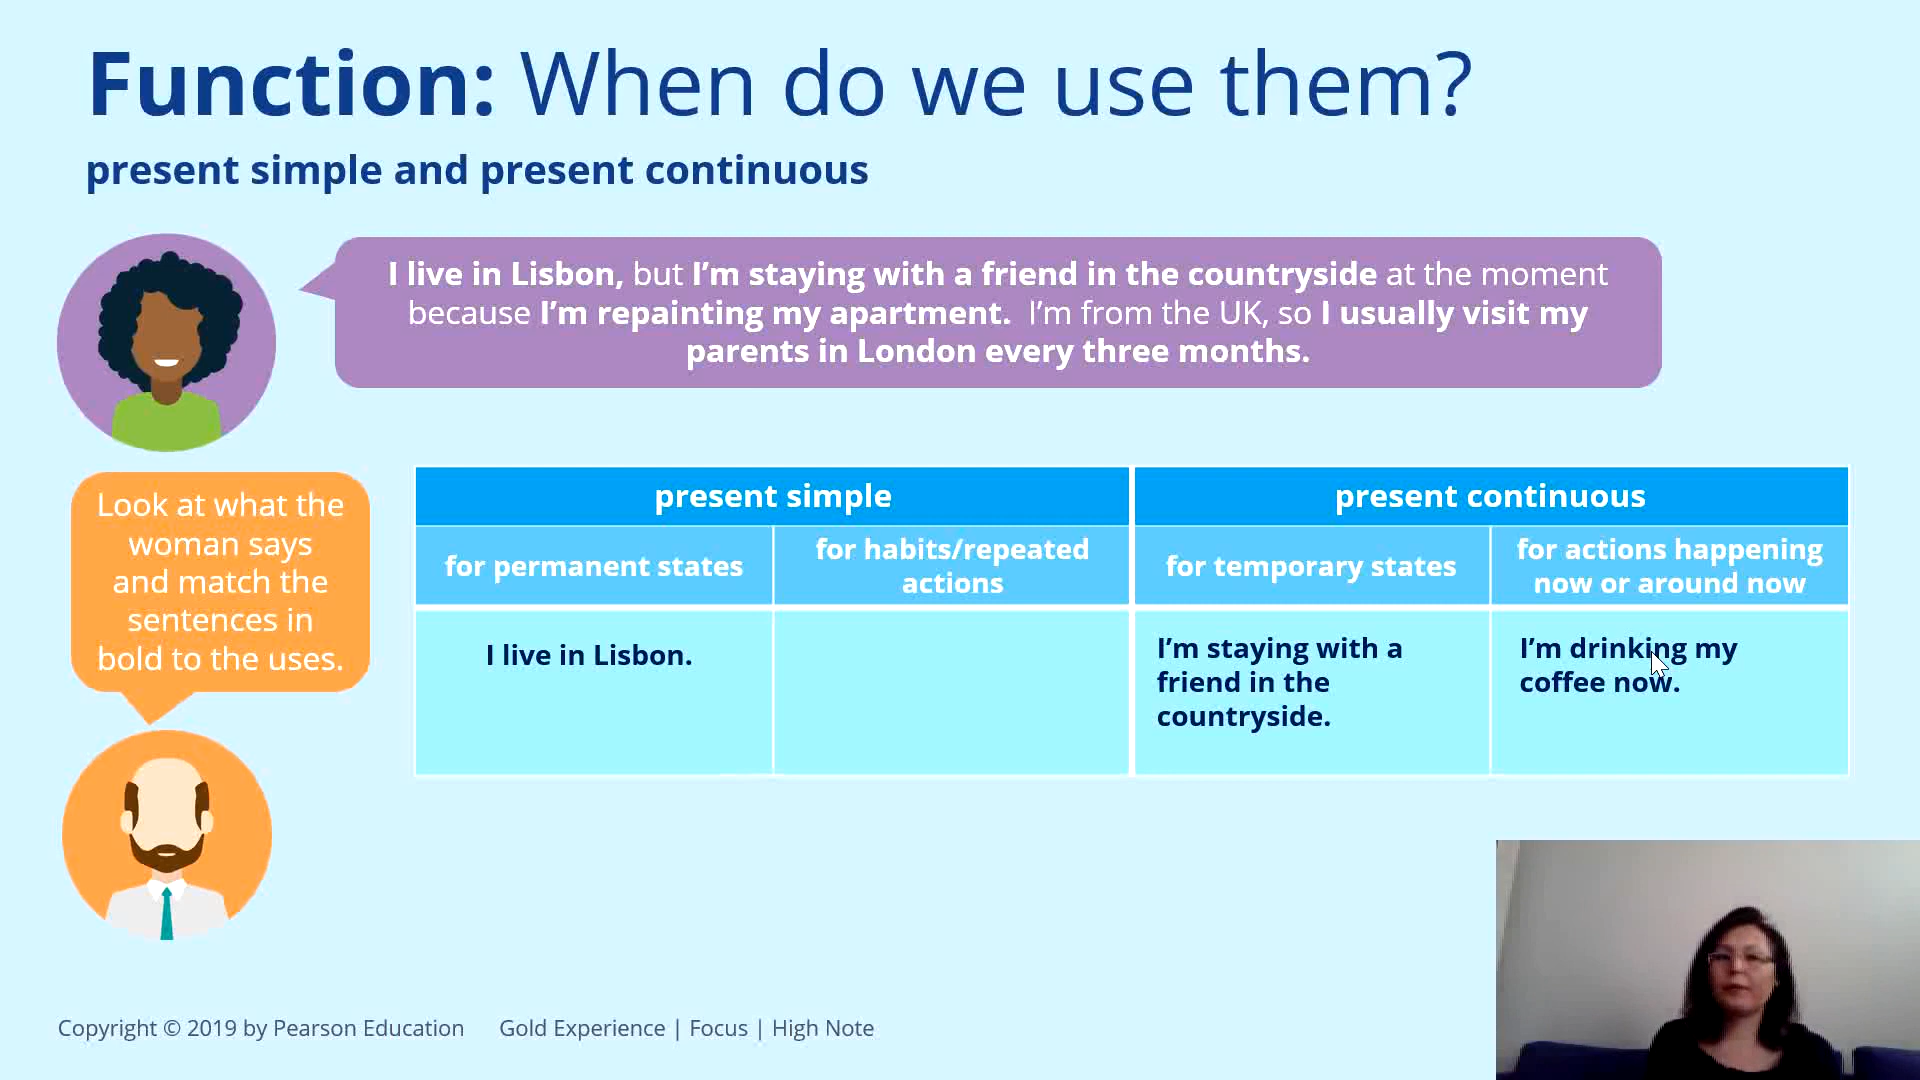 Function: When do we use them?
present simple and present continuous
I live in Lisbon, but I'm staying with a friend in the countryside at the moment
because I'm repainting my apartment.  I'm from the UK, so I usually visit my
parents in London every three months.
Look at what the
woman says
and match the
sentences in
bold to the uses.
present simple
present continuous
for permanent states
for habits/repeated
actions
for temporary states
for actions happening
now or around now
I live in Lisbon.
I'm staying with a
friend in the
countryside.
I'm drinking my
coffee now.
Copyright © 2019 by Pearson Education
Gold Experience | Focus | High Note